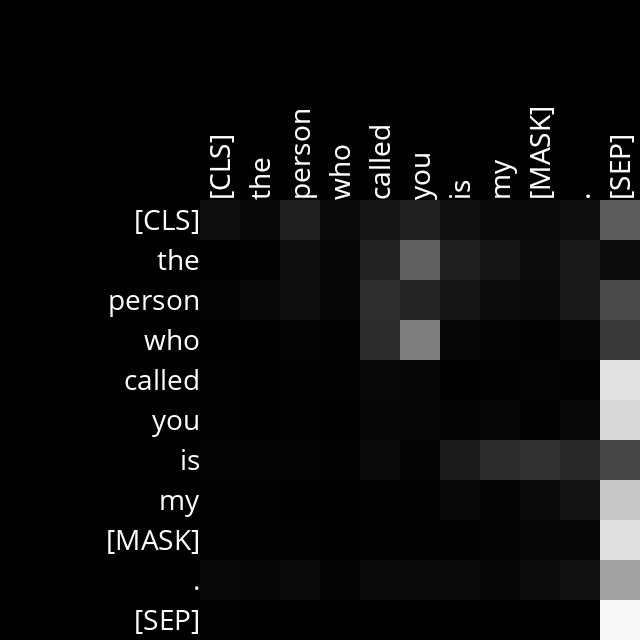 [CLS] the person who called you is my [MASK] . [SEP]
[CLS]
the
person
who
called
you
is
my
[MASK]
.
[SEP]